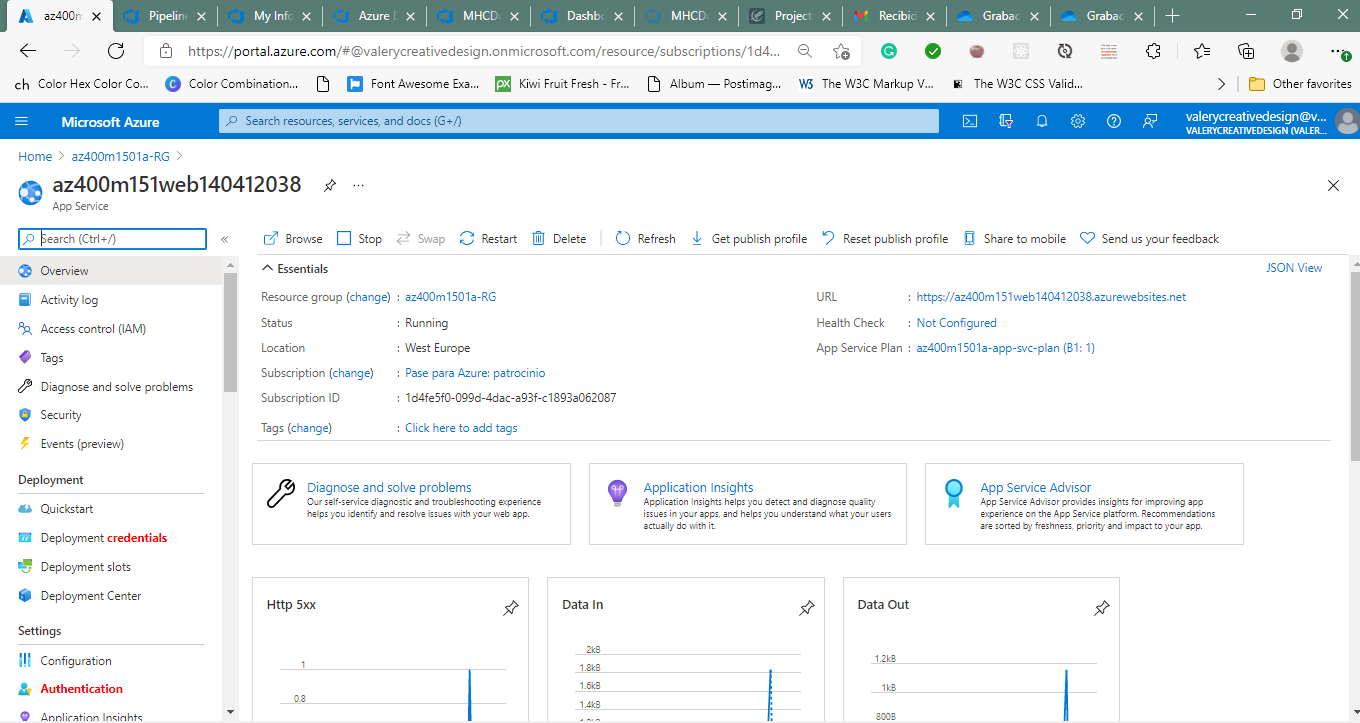 az400m
Pipeline
My Info
Azure D
MHCD
Dashb
MHCD
Project
Recibid
Grabac
Grabac
https://portal.azure.com/#@valerycreativedesign.onmicrosoft.com/resource/subscriptions/1d4...
ch Color Hex Color Co... Color Combination... Font Awesome Exa... px Kiwi Fruit Fresh - Fr... Album — Postimag... W3 The W3C Markup V... The W3C CSS Valid... Other favorites
Microsoft Azure
Search resources, services, and docs (G+/)
valerycreativedesign@v...
VALERYCREATIVEDESIGN (VALER...
Home > az400m1501a-RG >
az400m151web140412038
App Service
Search (Ctrl+/)
«
Browse Stop Swap Restart Delete Refresh Get publish profile Reset publish profile Share to mobile Send us your feedback
Overview
Activity log
Access control (IAM)
Tags
Diagnose and solve problems
Security
Events (preview)
Deployment
Quickstart
Deployment credentials
Deployment slots
Deployment Center
Settings
Configuration
Authentication
Application Insights
Essentials
JSON View
Resource group (change) : az400m1501a-RG
Status : Running
Location : West Europe
Subscription (change) : Pase para Azure: patrocinio
Subscription ID : 1d4fe5f0-099d-4dac-a93f-c1893a062087
Tags (change) : Click here to add tags
URL : https://az400m151web140412038.azurewebsites.net
Health Check : Not Configured
App Service Plan : az400m1501a-app-svc-plan (B1: 1)
Diagnose and solve problems
Our self-service diagnostic and troubleshooting experience
helps you identify and resolve issues with your web app.
Application Insights
Application Insights helps you detect and diagnose quality
issues in your apps, and helps you understand what your users
actually do with it.
App Service Advisor
App Service Advisor provides insights for improving app
experience on the App Service platform. Recommendations
are sorted by freshness, priority and impact to your app.
Http 5xx
1
0.8
Data In
2kB
1.8kB
1.6kB
1.4kB
Data Out
1.2kB
1kB
800B